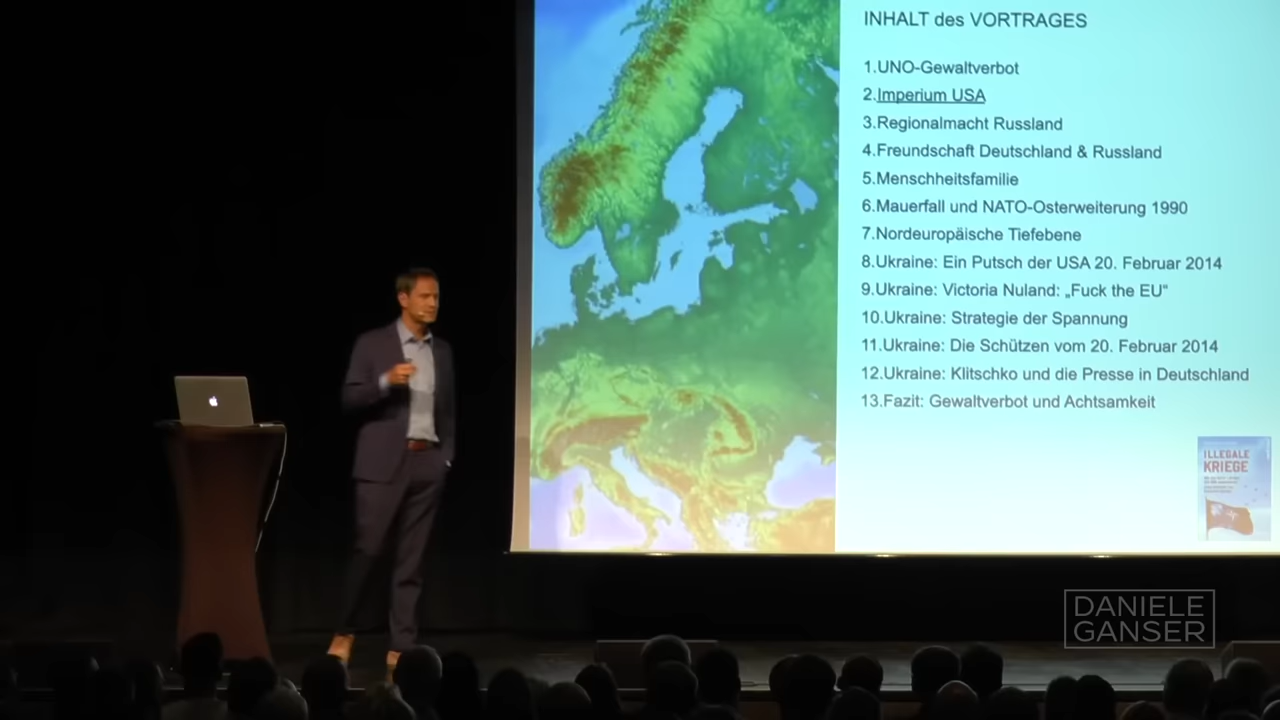 INHALT des VORTRAGES
1.UNO-Gewaltverbot
2.Imperium USA
3.Regionalmacht Russland
4.Freundschaft Deutschland & Russland
5.Menschheitsfamilie
6.Mauerfall und NATO-Osterweiterung 1990
7.Nordeuropäische Tiefebene
8.Ukraine: Ein Putsch der USA 20. Februar 2014
9.Ukraine: Victoria Nuland: „Fuck the EU“
10.Ukraine: Strategie der Spannung
11.Ukraine: Die Schützen vom 20. Februar 2014
12.Ukraine: Klitschko und die Presse in Deutschland
13.Fazit: Gewaltverbot und Achtsamkeit
ILLEGALE
KRIEGE
DANIELE
GANSER